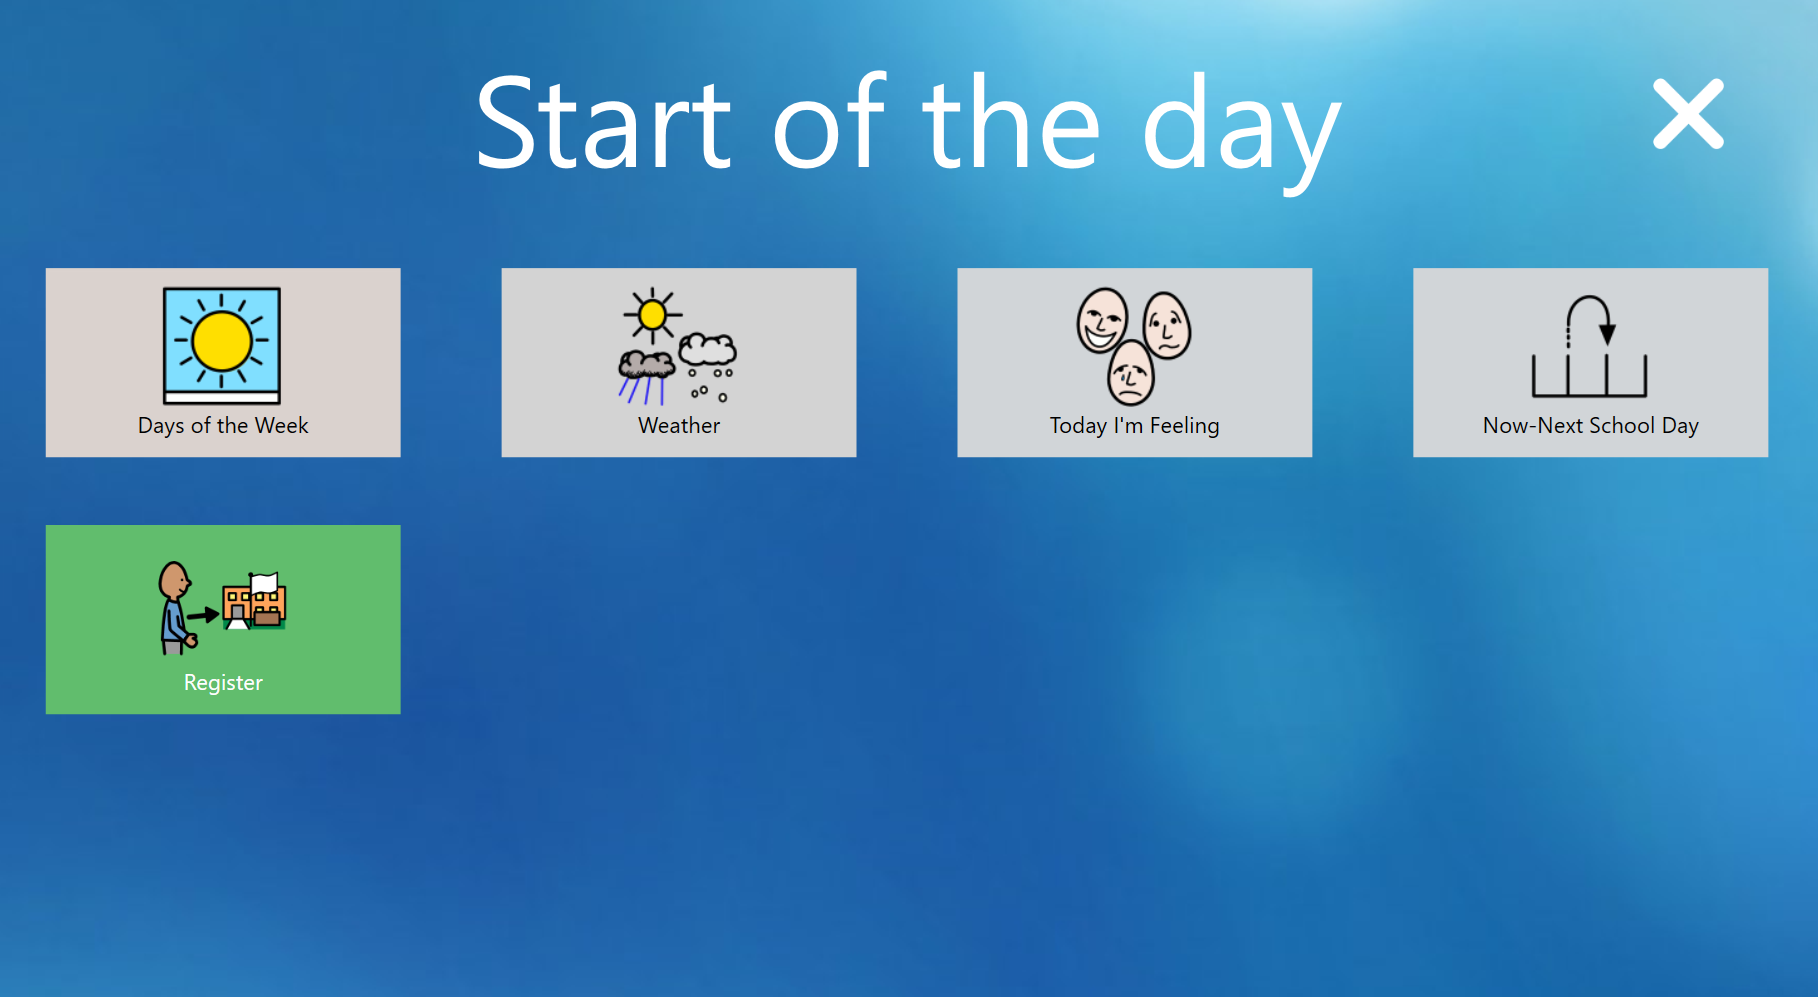 Start of the day
Days of the Week
Weather
Today I'm Feeling
Now-Next School Day
Register